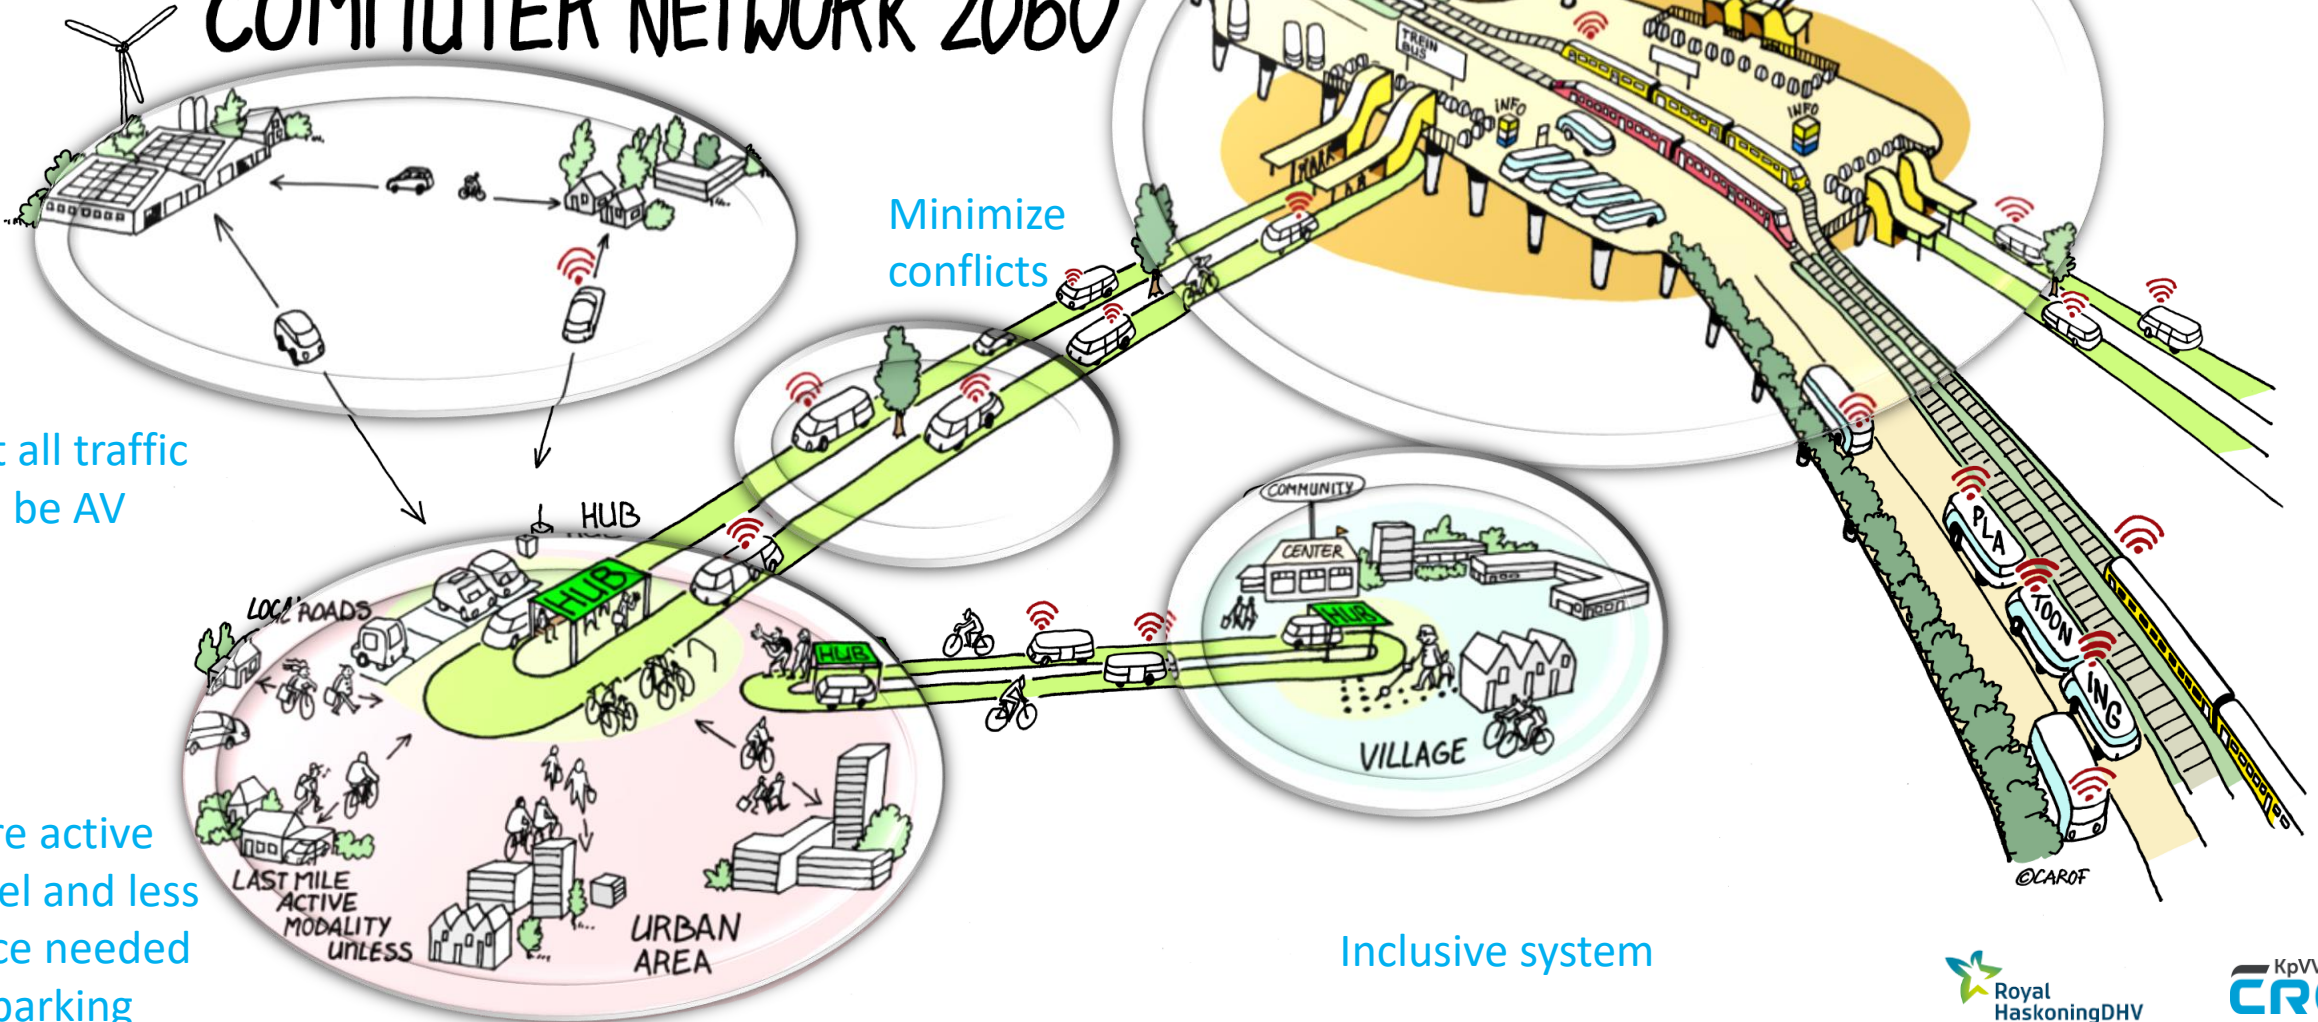 COMMUTER NETWORK 2060
TREIN
BUS
INFO
INFO
Minimize
conflicts
t all traffic
be AV
HUB
COMMUNITY
CENTER
HUB
LOCAL ROADS
HUB
HUB
PLA
TOON
ING
VILLAGE
re active
el and less
ce needed
parking
LAST MILE
ACTIVE
MODALITY
UNLESS
URBAN
AREA
©CAROF
Inclusive system
Royal
HaskoningDHV
KpVV
CRO